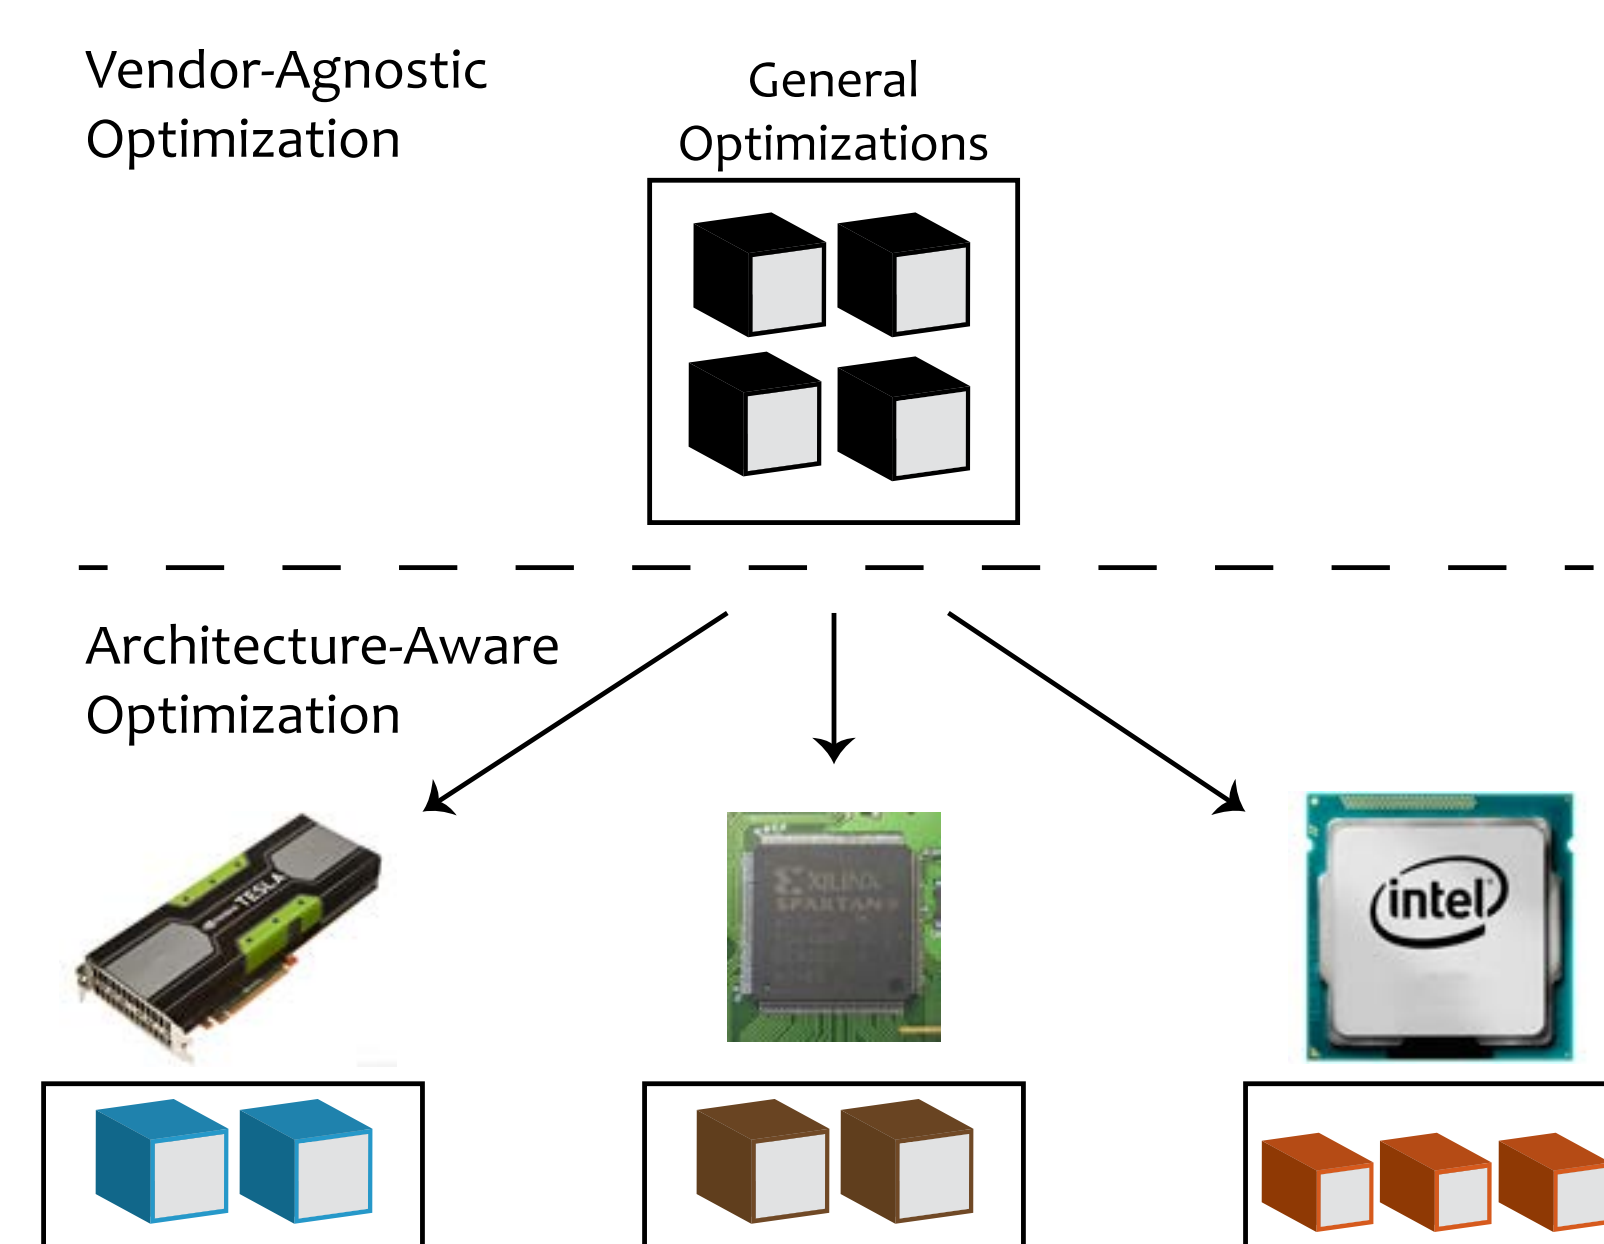 Vendor-Agnostic
Optimization
General
Optimizations
Architecture-Aware
Optimization
TESLA
XILINX
SPARTAN
intel